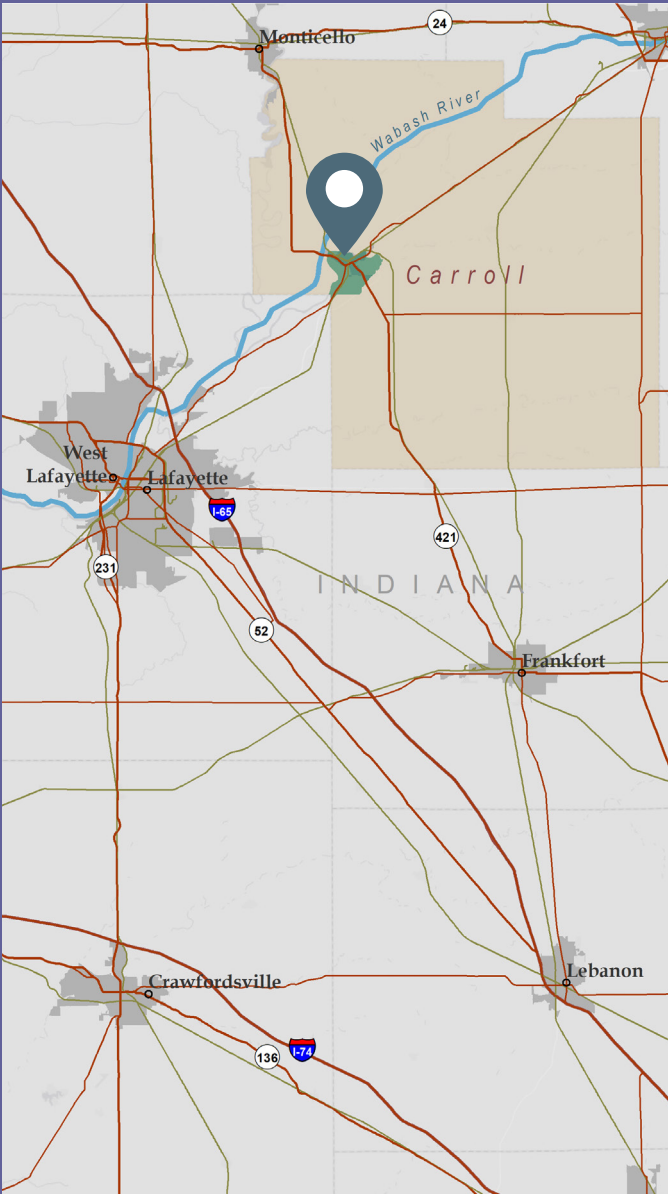 24
Monticello
Wabash River
Carroll
West
Lafayette
Lafayette
I-65
421
231
INDIANA
52
Frankfort
Lebanon
Crawfordsville
136
I-74